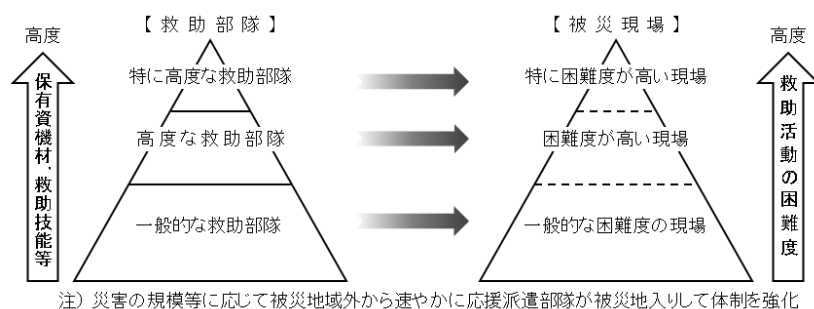 【救助部隊】
【被災現場】
高度
高度
保有資機材、救助技能等
特に高度な救助部隊
特に困難度が高い現場
高度な救助部隊
困難度が高い現場
一般的な救助部隊
一般的な困難度の現場
救助活動の困難度
注）災害の規模等に応じて被災地域外から速やかに応援派遣部隊が被災地入りして体制を強化